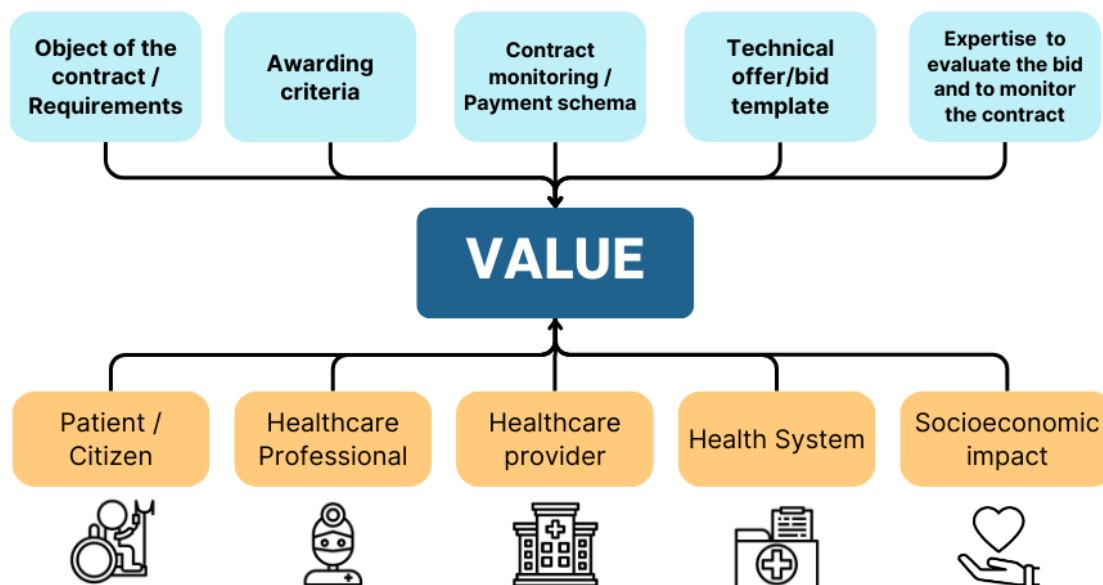 Object of the
contract /
Requirements
Awarding
criteria
Contract
monitoring /
Payment schema
Technical
offer/bid
template
Expertise to
evaluate the bid
and to monitor
the contract
VALUE
Patient /
Citizen
Healthcare
Professional
Healthcare
provider
Health System
Socioeconomic
impact